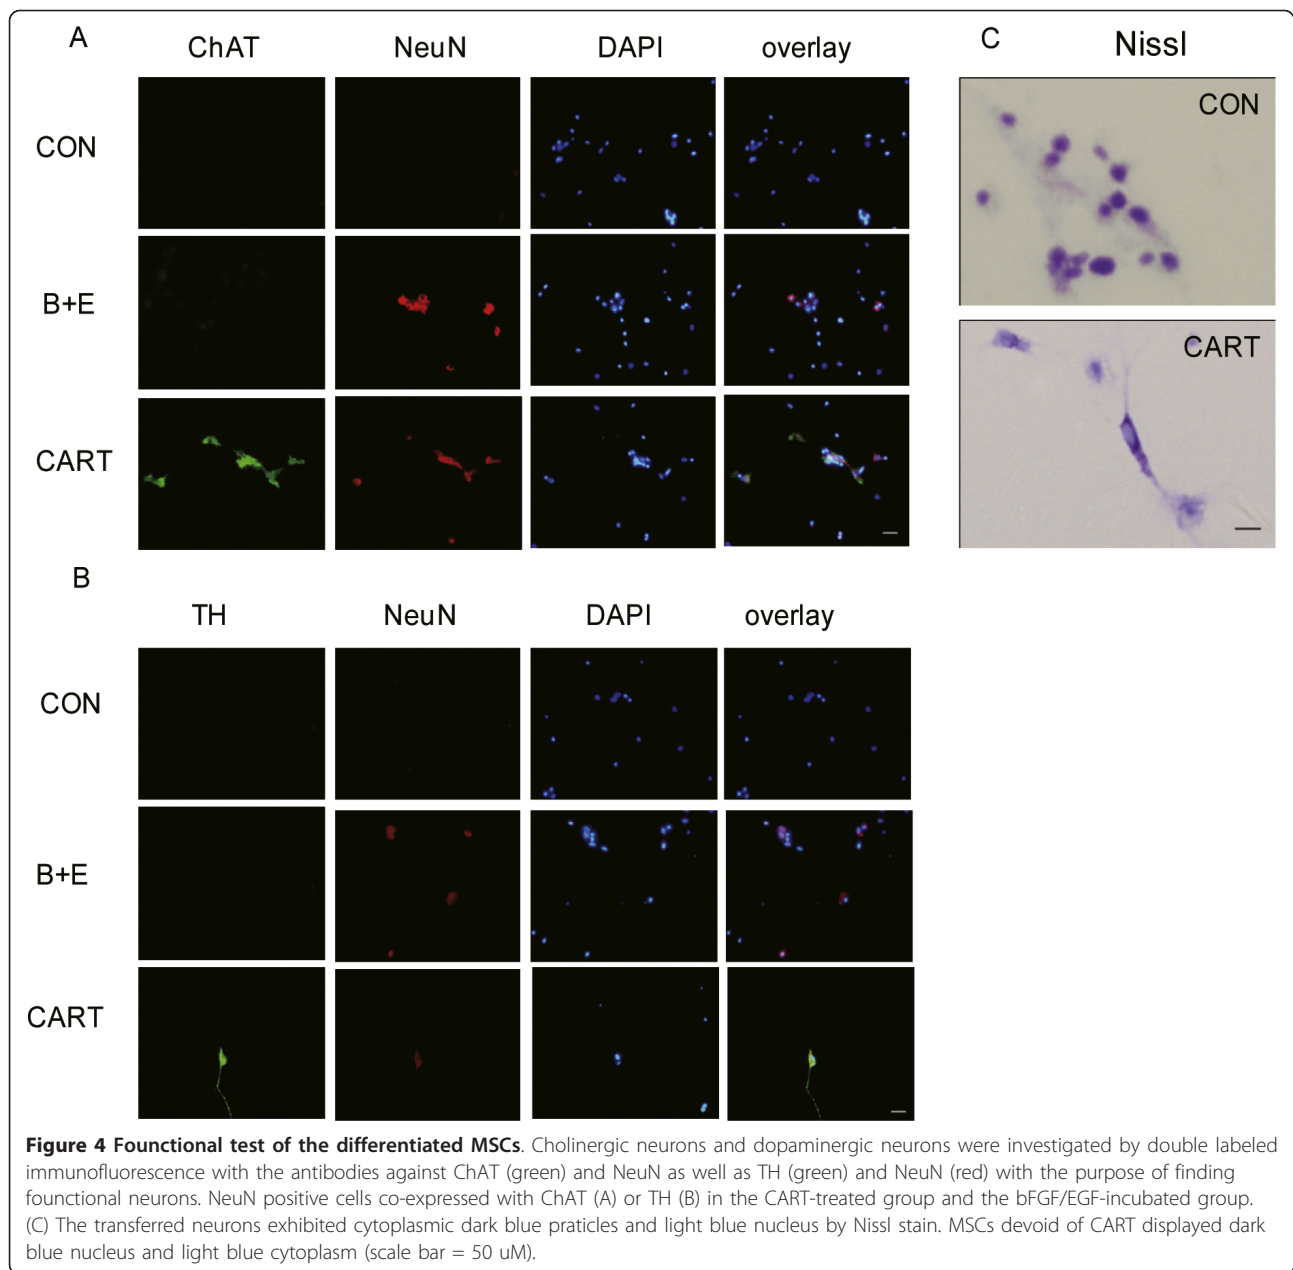 A
ChAT NeuN DAPI overlay
CON
B+E
CART
C Nissl
CON
CART
B
TH NeuN DAPI overlay
CON
B+E
CART
Figure 4 Founctional test of the differentiated MSCs. Cholinergic neurons and dopaminergic neurons were investigated by double labeled
immunofluorescence with the antibodies against ChAT (green) and NeuN as well as TH (green) and NeuN (red) with the purpose of finding
founctional neurons. NeuN positive cells co-expressed with ChAT (A) or TH (B) in the CART-treated group and the bFGF/EGF-incubated group.
(C) The transferred neurons exhibited cytoplasmic dark blue praticles and light blue nucleus by Nissl stain. MSCs devoid of CART displayed dark
blue nucleus and light blue cytoplasm (scale bar = 50 uM).